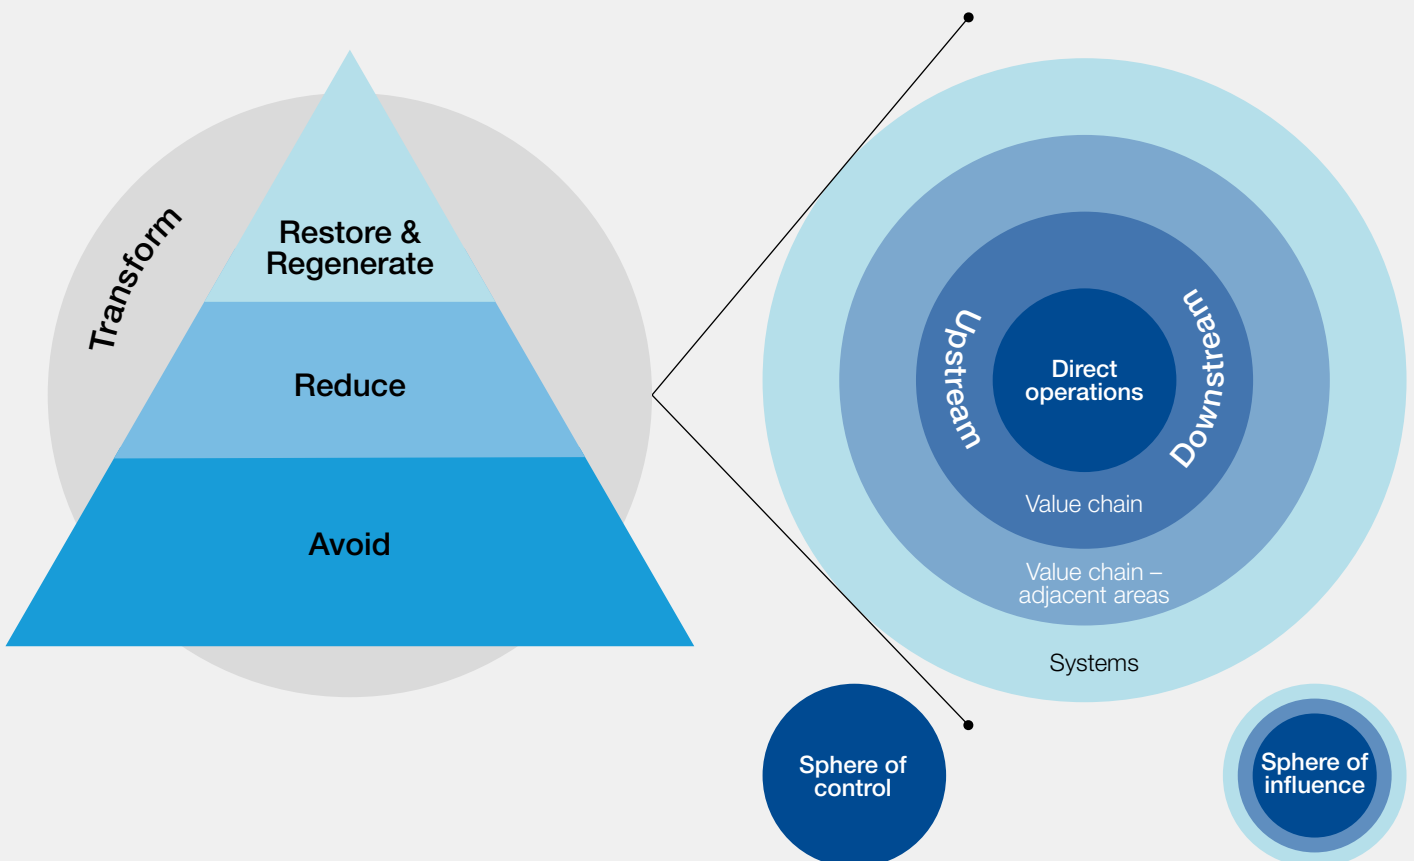 Transform
Restore &
Regenerate
Reduce
Avoid
Upstream
Direct
operations
Downstream
Value chain
Value chain –
adjacent areas
Systems
Sphere of
control
Sphere of
influence